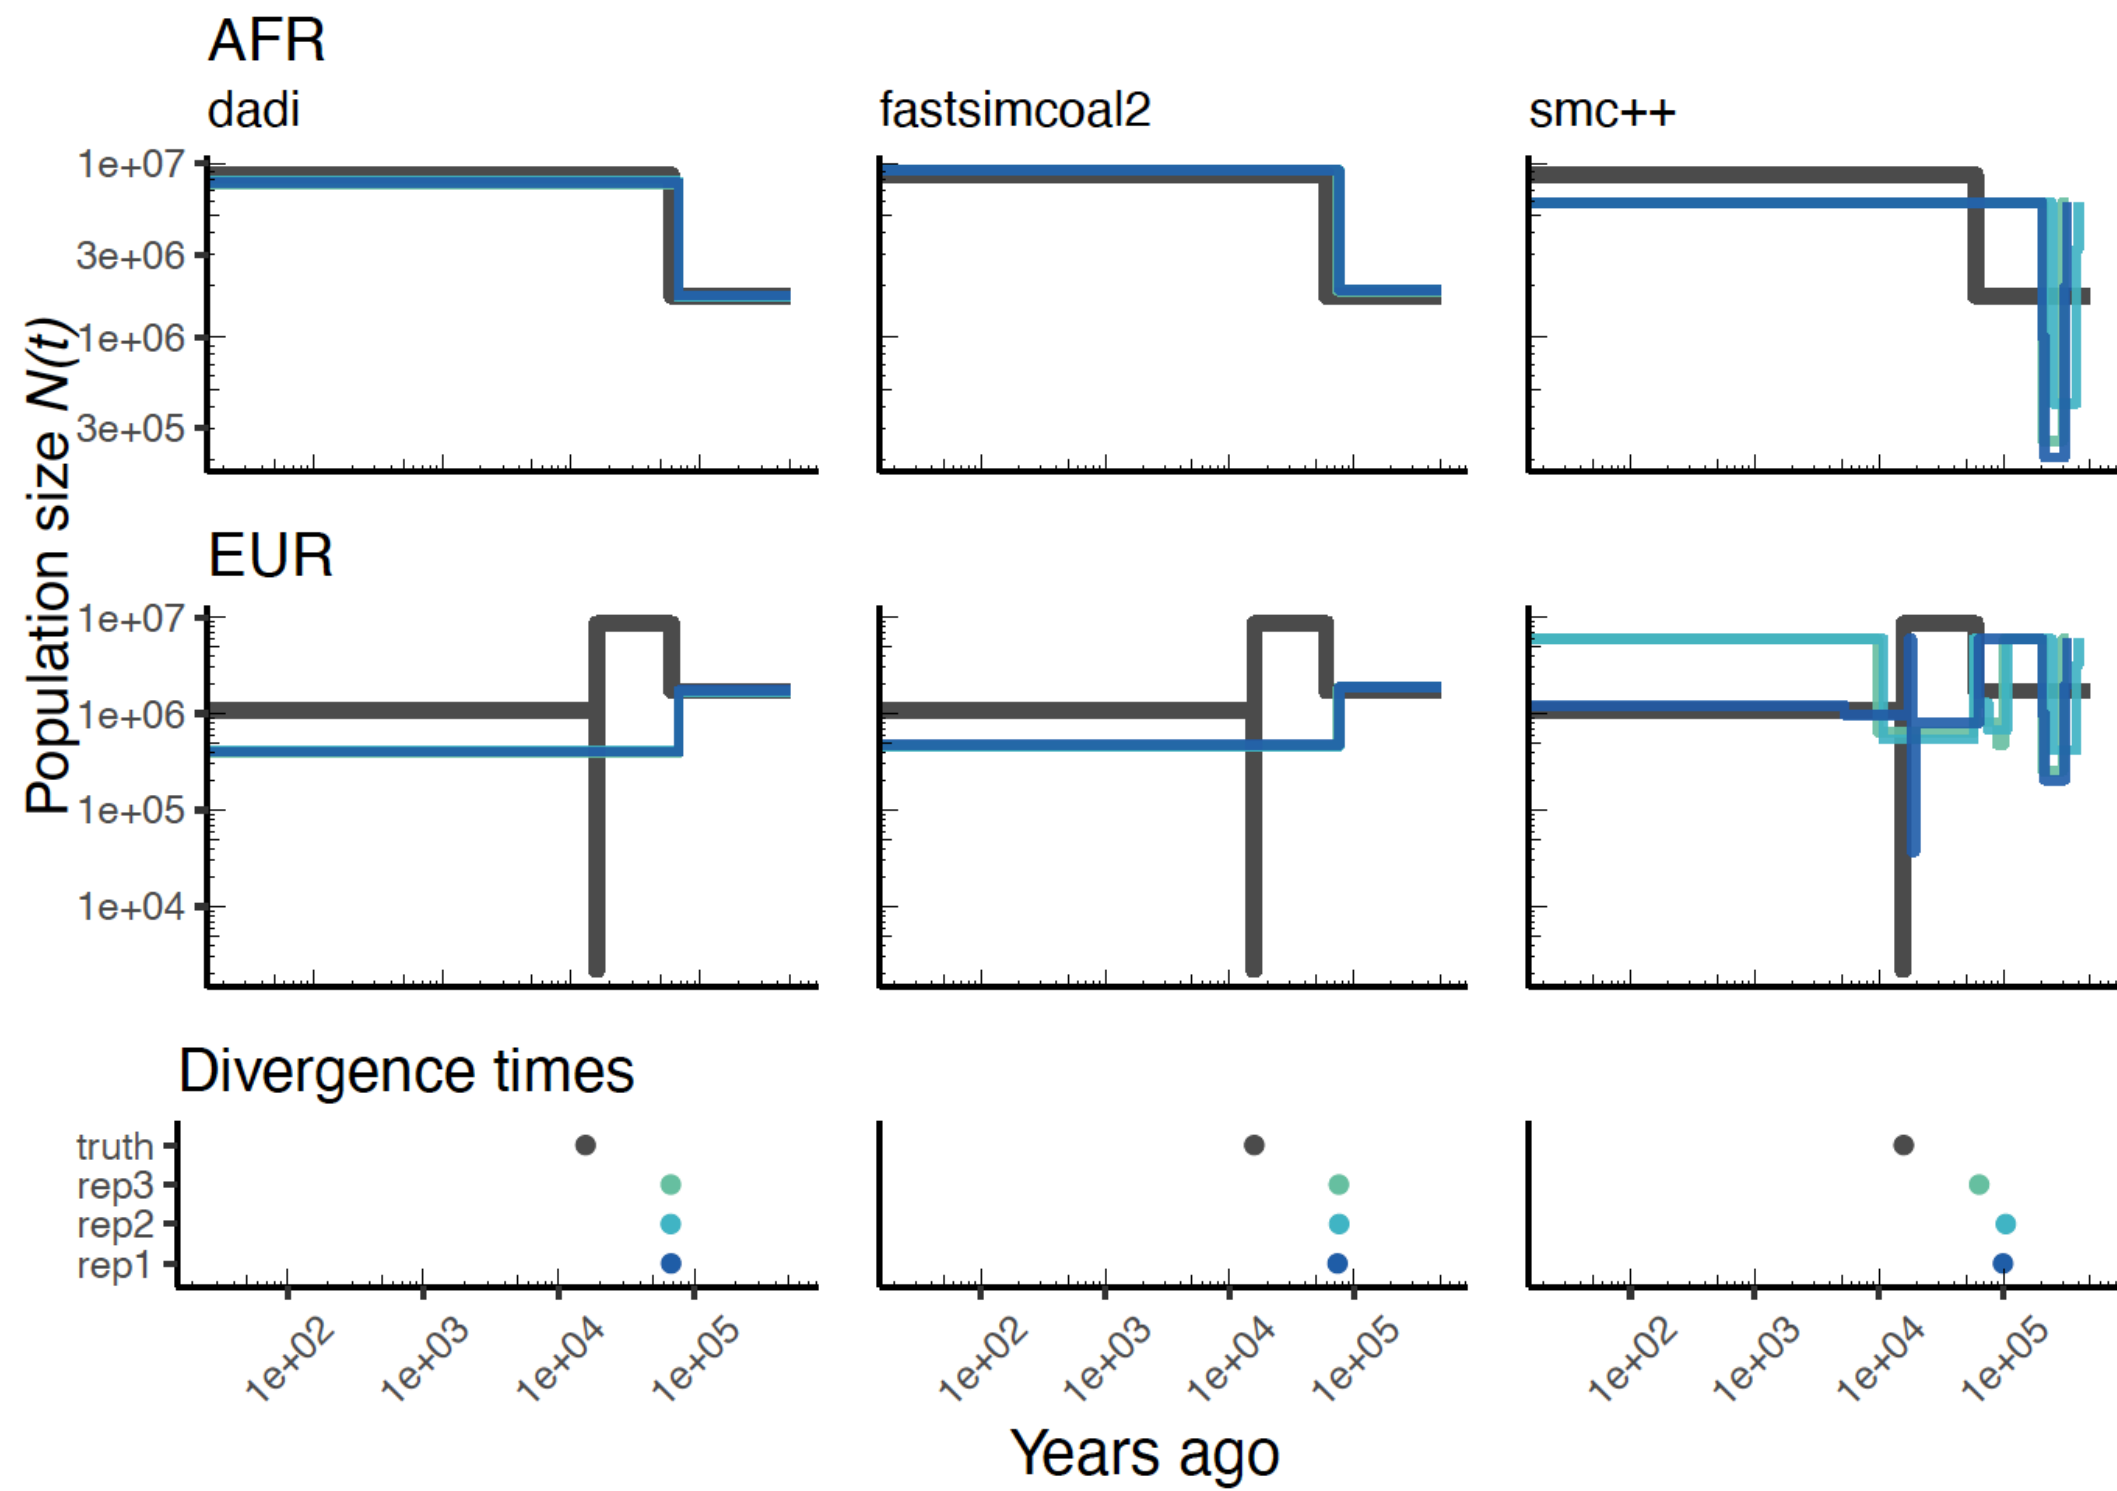 AFR
dadi fastsimcoal2 smc++
1e+07
3e+06
1e+06
3e+05
Population size N(t)
EUR
1e+07
1e+06
1e+05
1e+04
Divergence times
truth
rep3
rep2
rep1
1e+02 1e+03 1e+04 1e+05 1e+02 1e+03 1e+04 1e+05 1e+02 1e+03 1e+04 1e+05
Years ago